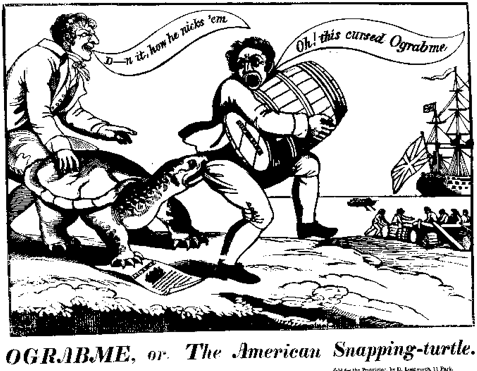 D—n it, how he nicks 'em
Oh! this cursed Ograbme.
OGRABME, or. The American Snapping-turtle.